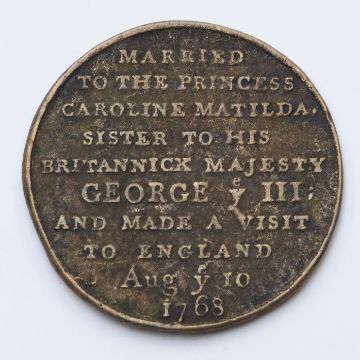 MARRIED
TO THE PRINCESS
CAROLINE MATILDA.
SISTER TO HIS
BRITANNICK MAJESTY
GEORGE yᵉ III;
AND MADE A VISIT
TO ENGLAND
Aug yᵉ 10
1768